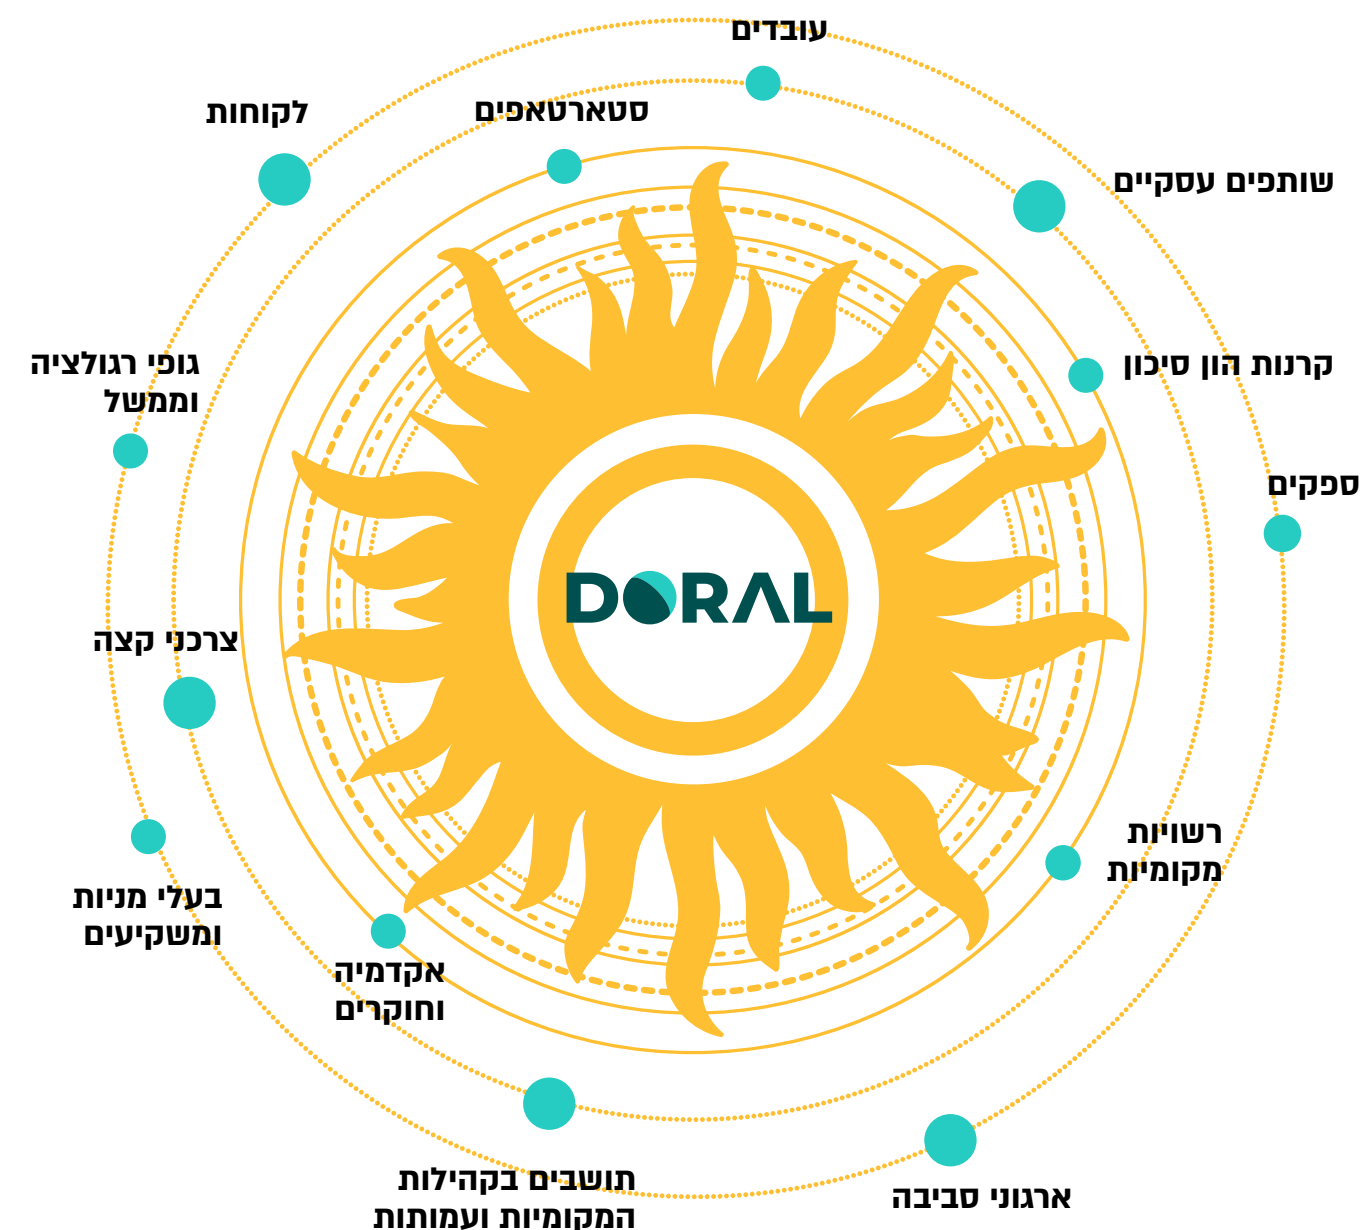 עובדים
סטארטאפים
לקוחות
שותפים עסקיים
גופי רגולציה
וממשל
קרנות הון סיכון
ספקים
DORAL
צרכני קצה
רשויות
מקומיות
בעלי מניות
ומשקיעים
אקדמיה
וחוקרים
תושבים בקהילות
המקומיות ועמותות
ארגוני סביבה